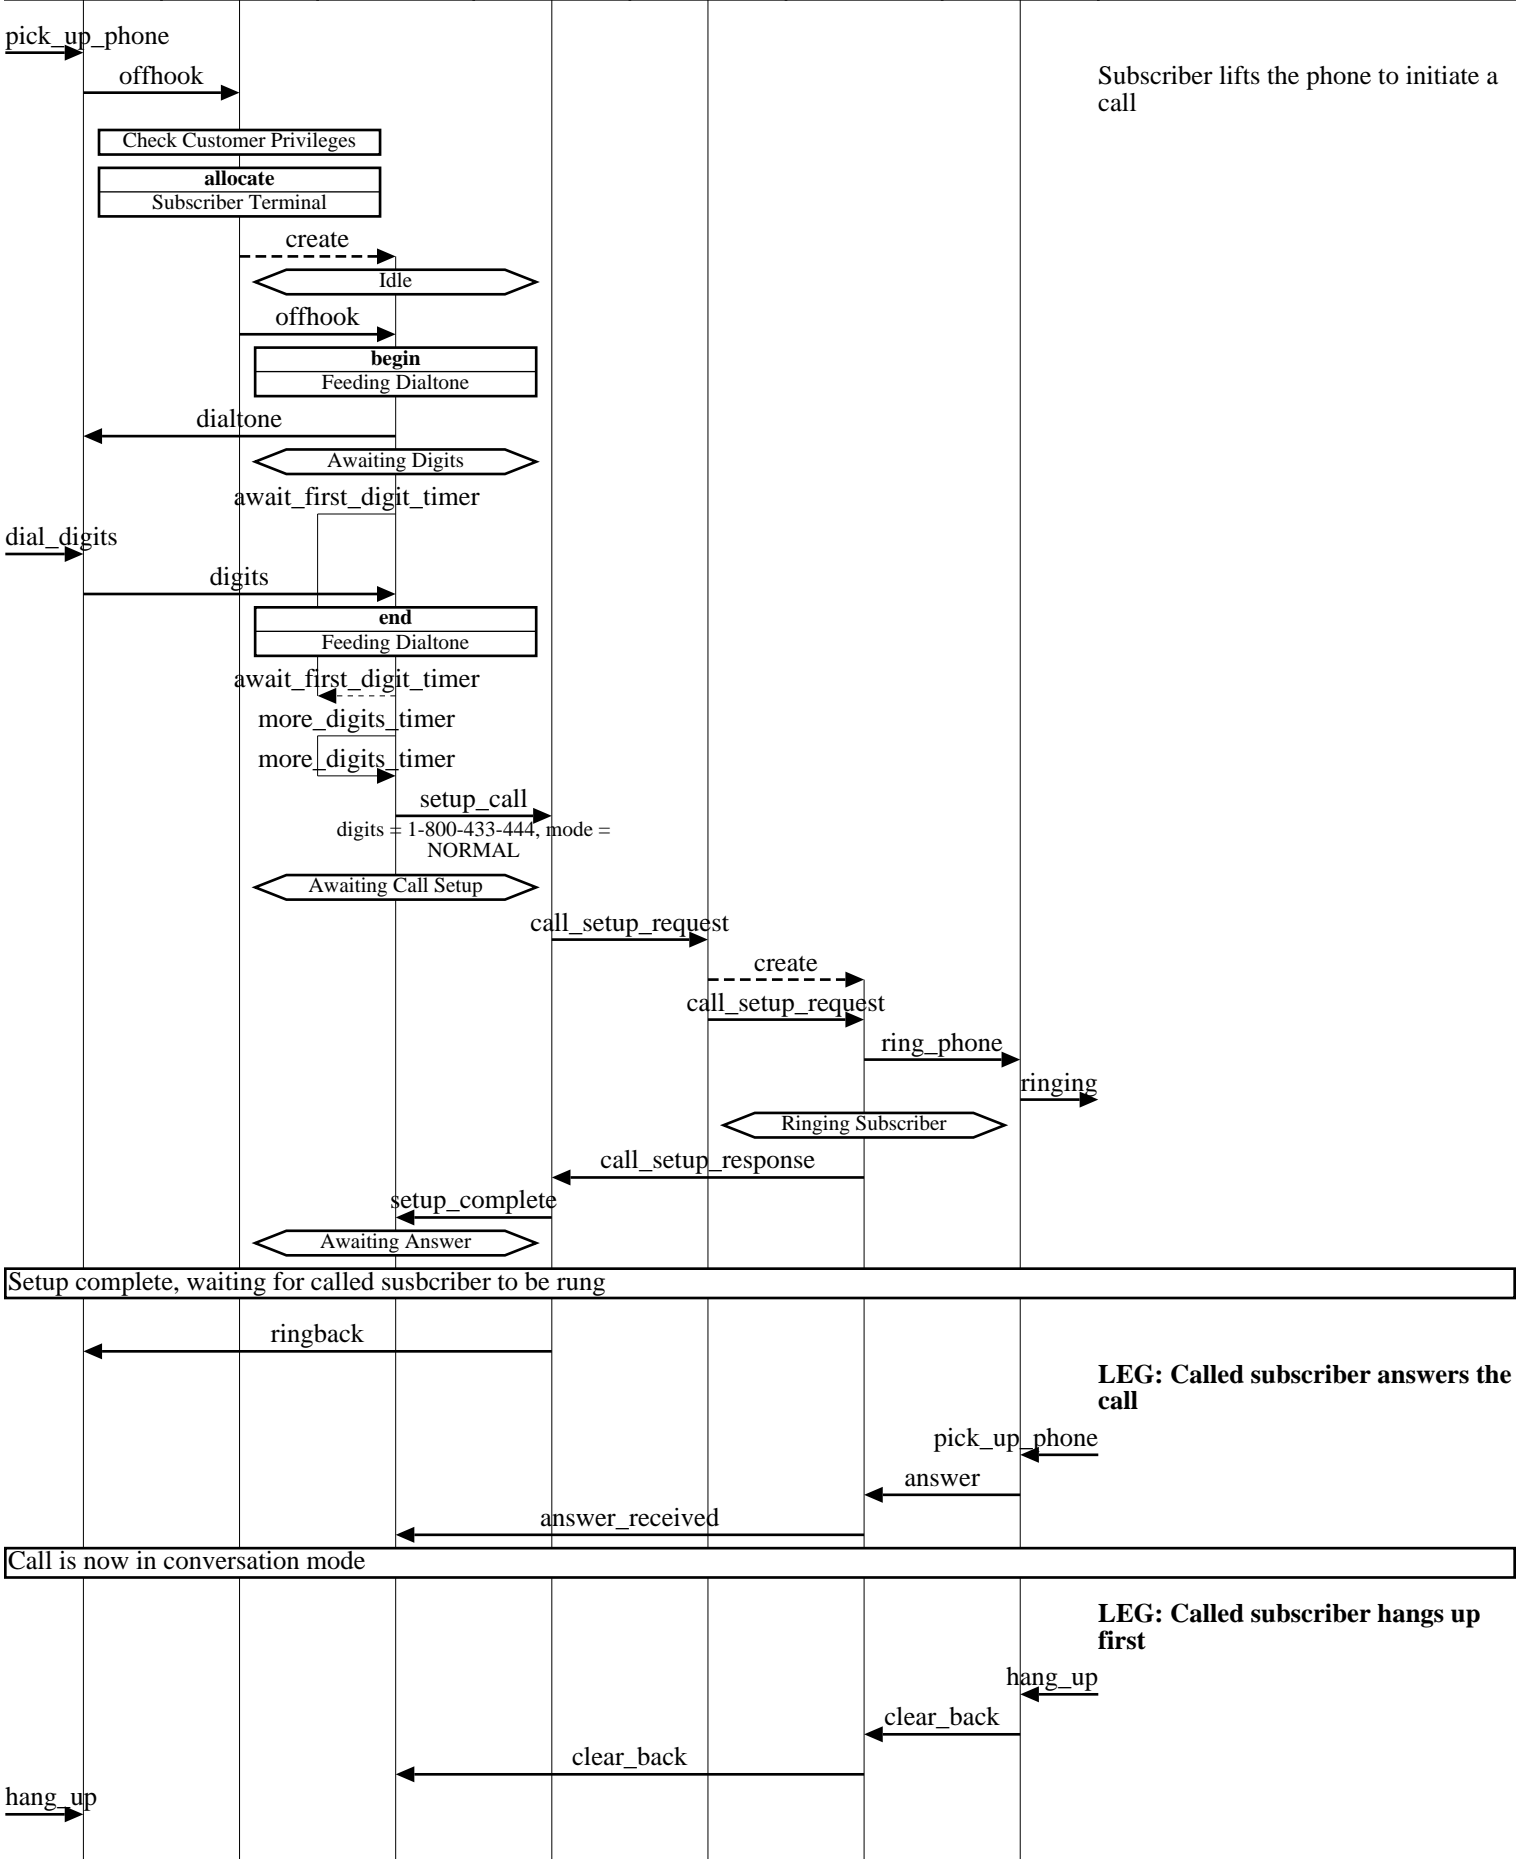 pick_up_phone
offhook
Subscriber lifts the phone to initiate a
call
Check Customer Privileges
allocate
Subscriber Terminal
create
Idle
offhook
begin
Feeding Dialtone
dialtone
Awaiting Digits
await_first_digit_timer
dial_digits
digits
end
Feeding Dialtone
await_first_digit_timer
more_digits_timer
more_digits_timer
setup_call
digits = 1-800-433-444, mode =
NORMAL
Awaiting Call Setup
call_setup_request
create
call_setup_request
ring_phone
ringing
Ringing Subscriber
call_setup_response
setup_complete
Awaiting Answer
Setup complete, waiting for called susbcriber to be rung
ringback
LEG: Called subscriber answers the
call
pick_up_phone
answer
answer_received
Call is now in conversation mode
LEG: Called subscriber hangs up
first
hang_up
clear_back
clear_back
hang_up